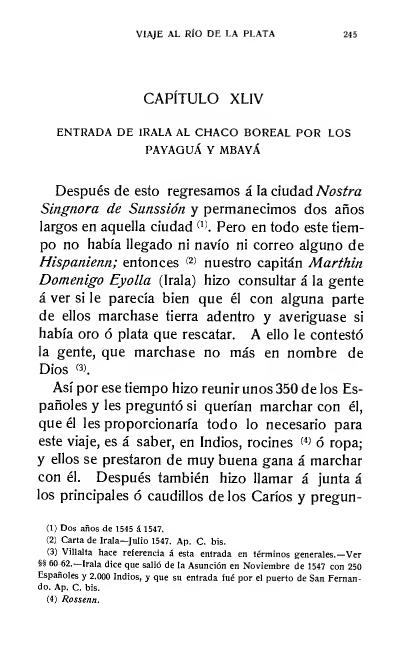 VIAJE AL RÍO DE LA PLATA 245
CAPÍTULO XLIV
ENTRADA DE IRALA AL CHACO BOREAL POR LOS
PAYAGUÁ Y MBAYÁ
Después de esto regresamos á la ciudad Nostra
Singnora de Sunssión y permanecimos dos años
largos en aquella ciudad (1). Pero en todo este tiem-
po no había llegado ni navío ni correo alguno de
Hispanienn; entonces (2) nuestro capitán Marthin
Domenigo Eyolla (Irala) hizo consultar á la gente
á ver si le parecía bien que él con alguna parte
de ellos marchase tierra adentro y averiguase si
había oro ó plata que rescatar. A ello le contestó
la gente, que marchase no más en nombre de
Dios (3).
Así por ese tiempo hizo reunir unos 350 de los Es-
pañoles y les preguntó si querían marchar con él,
que él les proporcionaría todo lo necesario para
este viaje, es á saber, en Indios, rocines (4) ó ropa;
y ellos se prestaron de muy buena gana á marchar
con él. Después también hizo llamar á junta á
los principales ó caudillos de los Caríos y pregun-
(1) Dos años de 1545 á 1547.
(2) Carta de Irala—Julio 1547. Ap. C. bis.
(3) Villalta hace referencia á esta entrada en términos generales.—Ver
§§ 60-62.—Irala dice que salió de la Asunción en Noviembre de 1547 con 250
Españoles y 2.000 Indios, y que su entrada fué por el puerto de San Fernan-
do. Ap. C. bis.
(4) Rossenn.